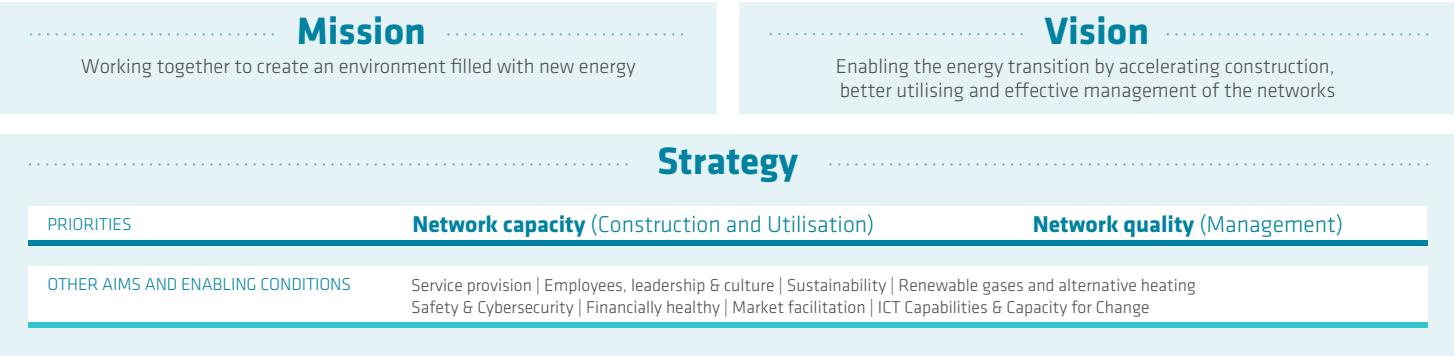 Mission
Working together to create an environment filled with new energy
Vision
Enabling the energy transition by accelerating construction,
better utilising and effective management of the networks
Strategy
PRIORITIES Network capacity (Construction and Utilisation) Network quality (Management)
OTHER AIMS AND ENABLING CONDITIONS Service provision | Employees, leadership & culture | Sustainability | Renewable gases and alternative heating
Safety & Cybersecurity | Financially healthy | Market facilitation | ICT Capabilities & Capacity for Change